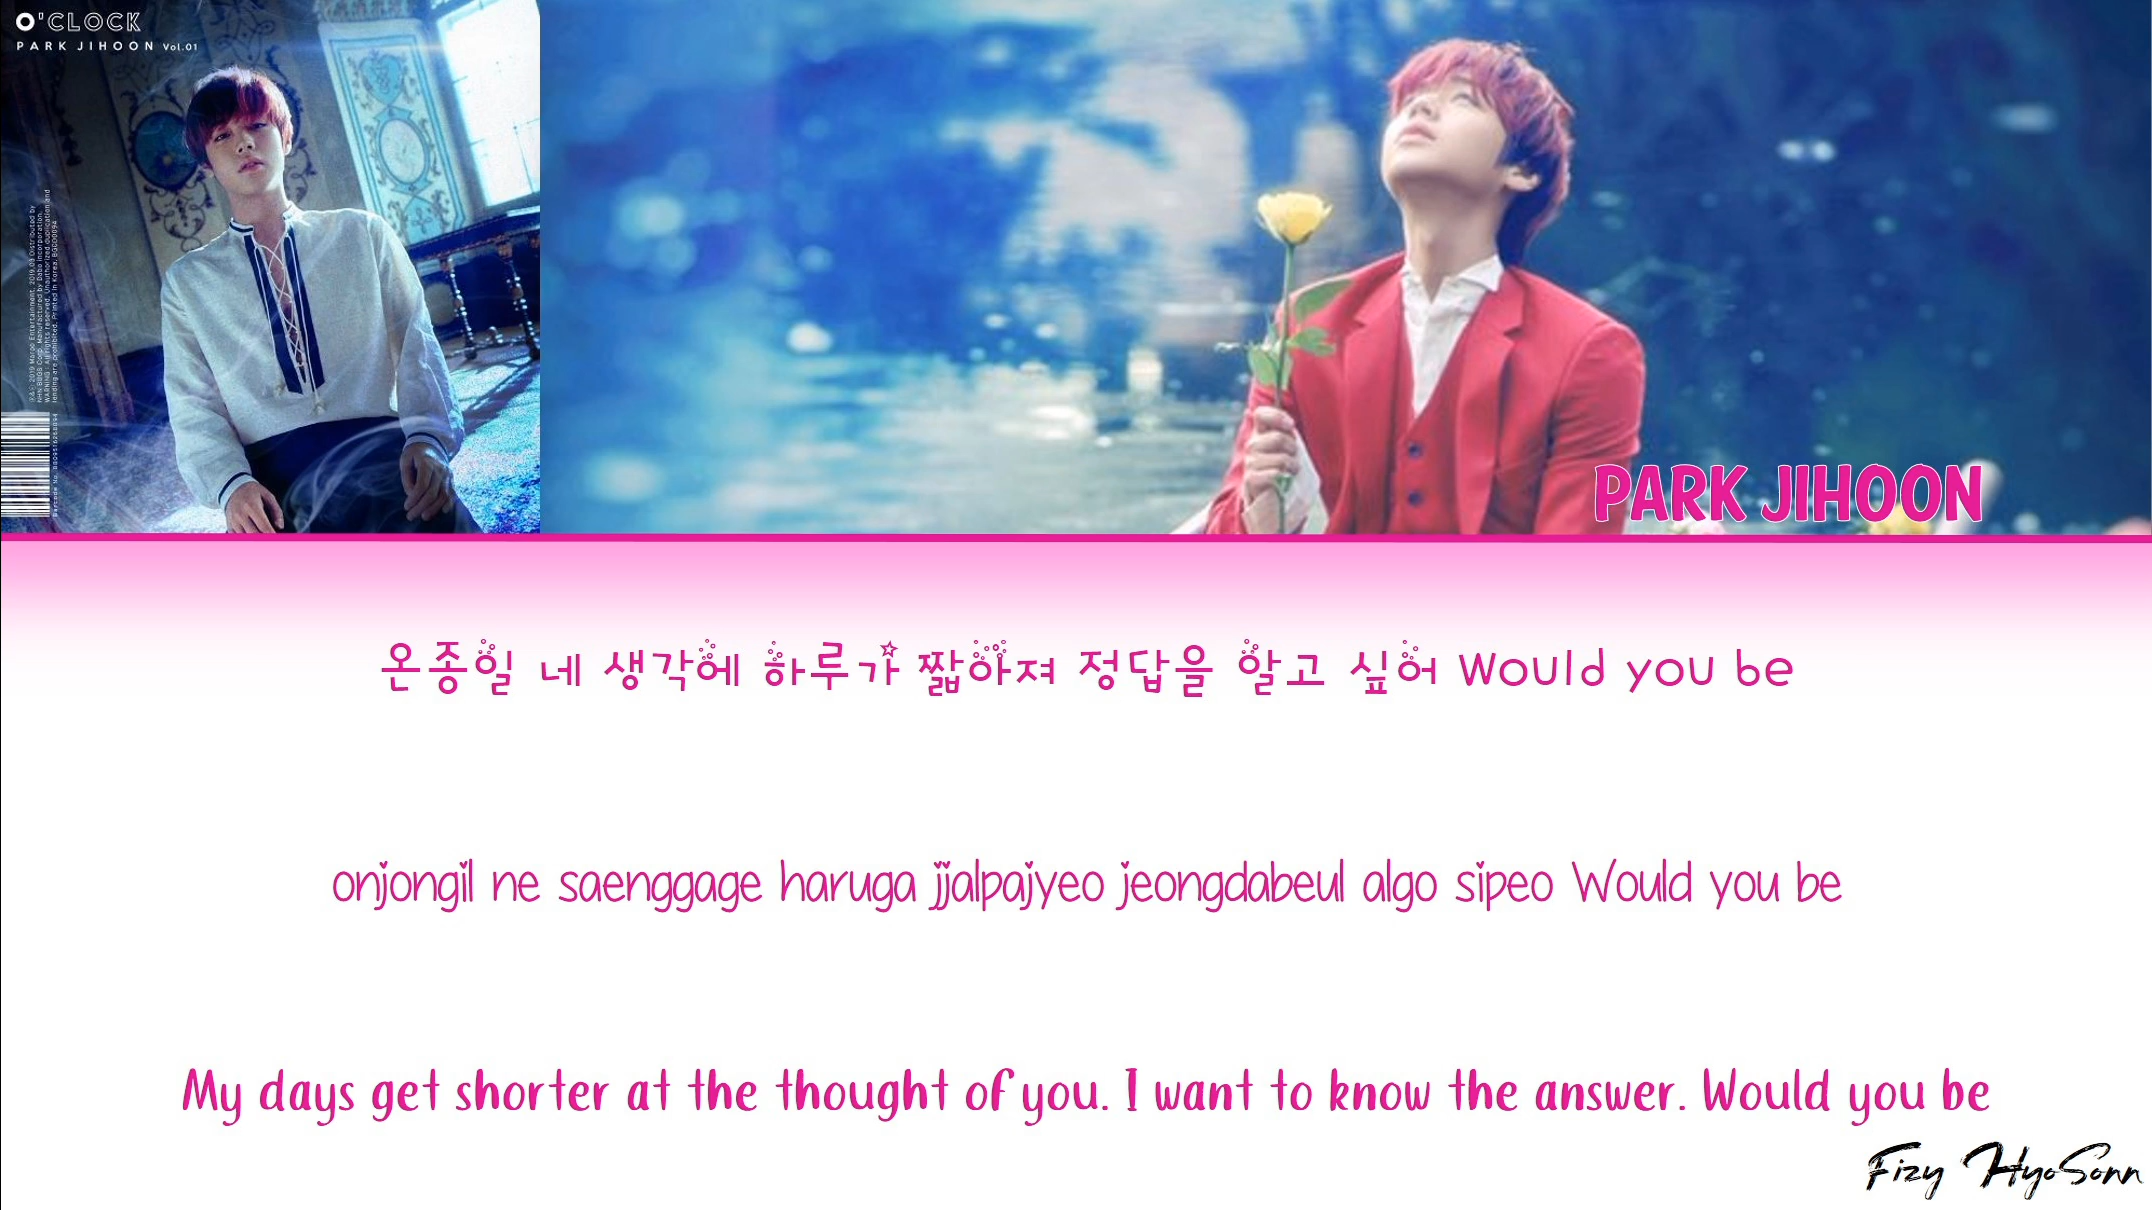 O'CLOCK
PARK JIHOON Vol.01
PARK JIHOON
온종일 네 생각에 하루가 짧아져 정답을 알고 싶어 Would you be
onjongil ne saenggage haruga jjalpajyeo jeongdabeul algo sipeo Would you be
My days get shorter at the thought of you. I want to know the answer. Would you be
Fizy HyoSonn